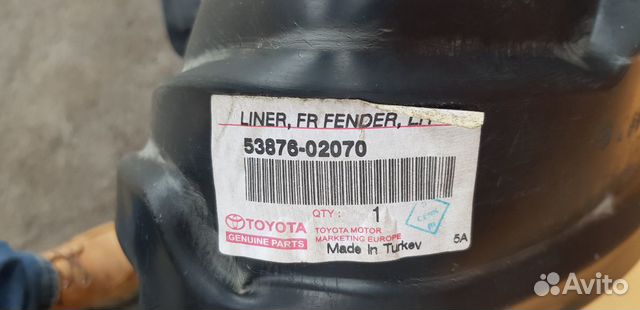 LINER, FR FENDER, LH
53876-02070
QTY : 1
TOYOTA
GENUINE PARTS
TOYOTA MOTOR
MARKETING EUROPE
Made in Turkey
5A
Avito